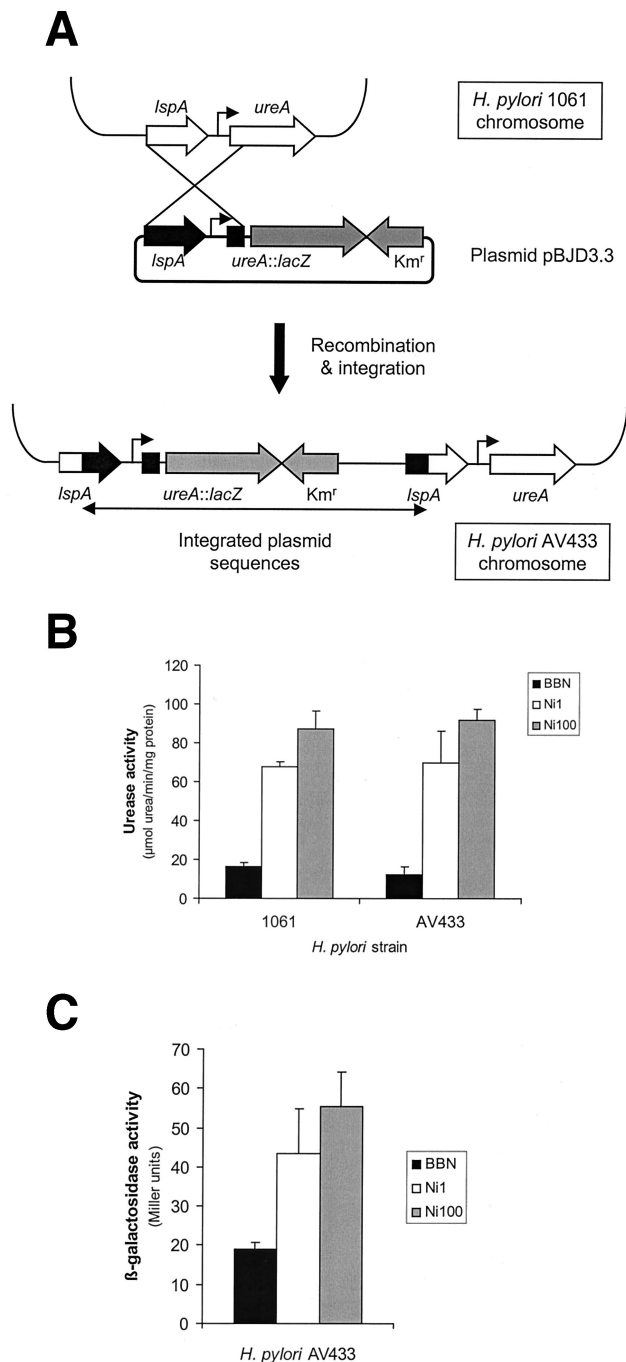 A
lspA
ureA
H. pylori 1061
chromosome
lspA
ureA::lacZ
Kmr
Plasmid pBJD3.3
Recombination
& integration
lspA
ureA::lacZ
Kmr
lspA
ureA
Integrated plasmid
sequences
H. pylori AV433
chromosome
B
Urease activity
(µmol urea/min/mg protein)
120
100
80
60
40
20
0
BBN
Ni1
Ni100
1061
AV433
H. pylori strain
C
ß-galactosidase activity
(Miller units)
70
60
50
40
30
20
10
0
BBN
Ni1
Ni100
H. pylori AV433